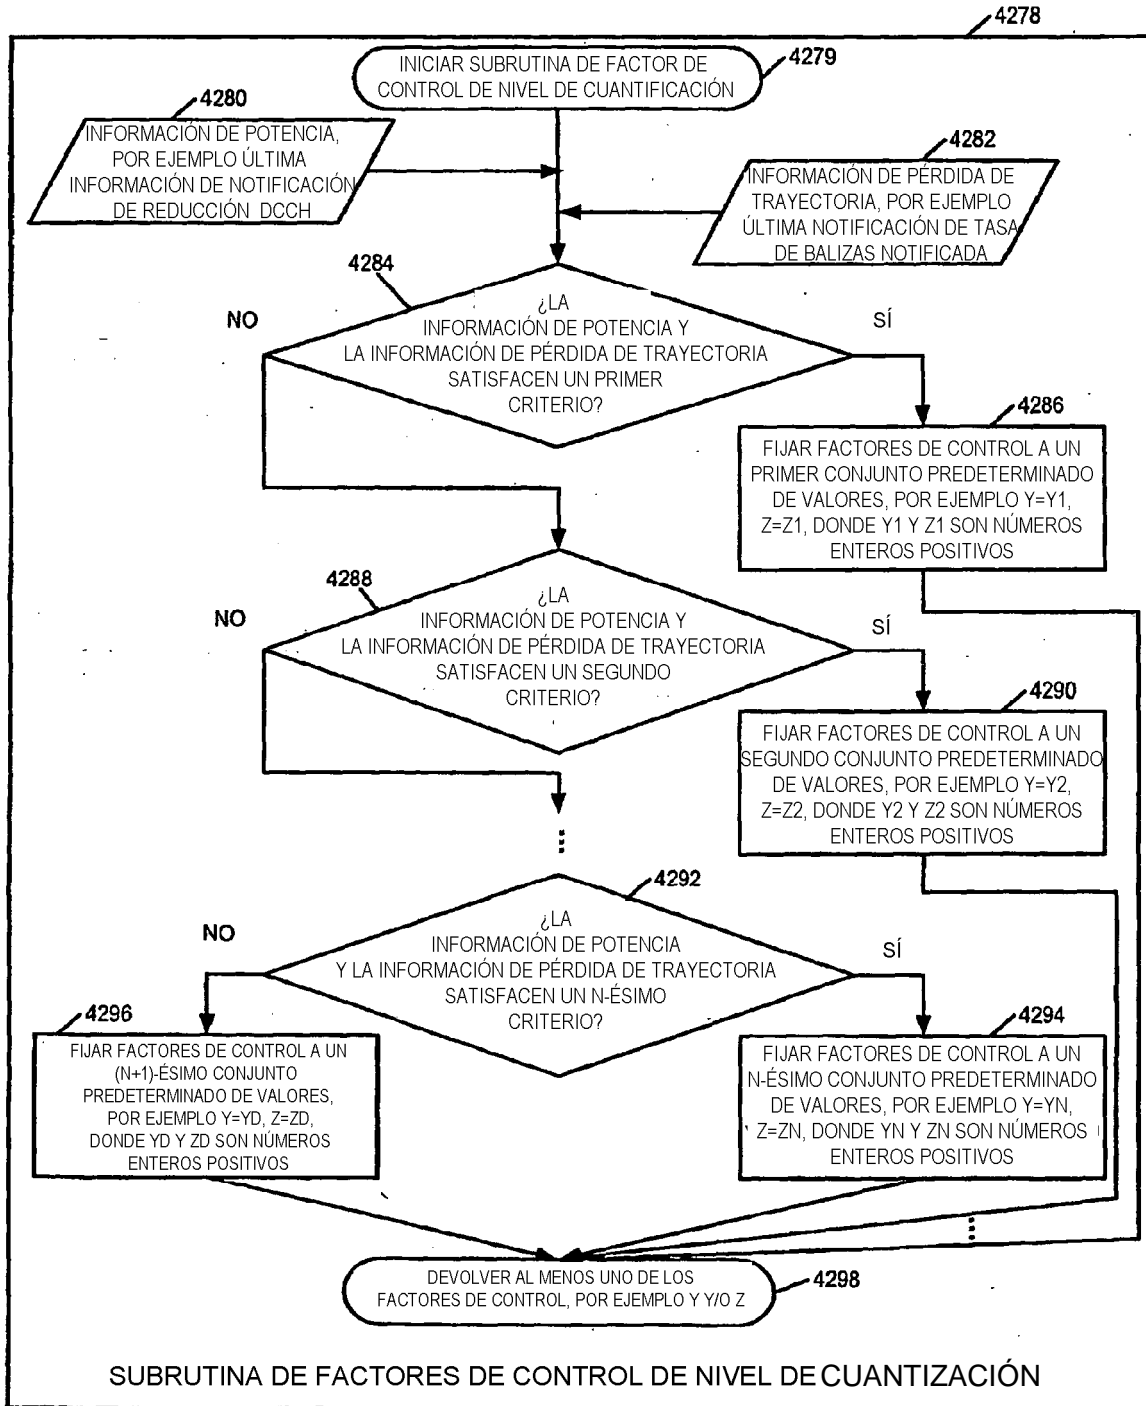 4278
INICIAR SUBRUTINA DE FACTOR DE
CONTROL DE NIVEL DE CUANTIFICACIÓN
4279
4280
INFORMACIÓN DE POTENCIA,
POR EJEMPLO ÚLTIMA
INFORMACIÓN DE NOTIFICACIÓN
DE REDUCCIÓN DCCH
4282
INFORMACIÓN DE PÉRDIDA DE
TRAYECTORIA, POR EJEMPLO
ÚLTIMA NOTIFICACIÓN DE TASA
DE BALIZAS NOTIFICADA
4284
NO
¿LA
INFORMACIÓN DE POTENCIA Y
LA INFORMACIÓN DE PÉRDIDA DE TRAYECTORIA
SATISFACEN UN PRIMER
CRITERIO?
SÍ
4286
FIJAR FACTORES DE CONTROL A UN
PRIMER CONJUNTO PREDETERMINADO
DE VALORES, POR EJEMPLO Y=Y1,
Z=Z1, DONDE Y1 Y Z1 SON NÚMEROS
ENTEROS POSITIVOS
4288
NO
¿LA
INFORMACIÓN DE POTENCIA Y
LA INFORMACIÓN DE PÉRDIDA DE TRAYECTORIA
SATISFACEN UN SEGUNDO
CRITERIO?
SÍ
4290
FIJAR FACTORES DE CONTROL A UN
SEGUNDO CONJUNTO PREDETERMINADO
DE VALORES, POR EJEMPLO Y=Y2,
Z=Z2, DONDE Y2 Y Z2 SON NÚMEROS
ENTEROS POSITIVOS
4292
NO
¿LA
INFORMACIÓN DE POTENCIA
Y LA INFORMACIÓN DE PÉRDIDA DE TRAYECTORIA
SATISFACEN UN N-ÉSIMO
CRITERIO?
SÍ
4296
FIJAR FACTORES DE CONTROL A UN
(N+1)-ÉSIMO CONJUNTO
PREDETERMINADO DE VALORES,
POR EJEMPLO Y=YD, Z=ZD,
DONDE YD Y ZD SON NÚMEROS
ENTEROS POSITIVOS
4294
FIJAR FACTORES DE CONTROL A UN
N-ÉSIMO CONJUNTO PREDETERMINADO
DE VALORES, POR EJEMPLO Y=YN,
Z=ZN, DONDE YN Y ZN SON NÚMEROS
ENTEROS POSITIVOS
DEVOLVER AL MENOS UNO DE LOS
FACTORES DE CONTROL, POR EJEMPLO Y Y/O Z
4298
SUBRUTINA DE FACTORES DE CONTROL DE NIVEL DE CUANTIZACIÓN